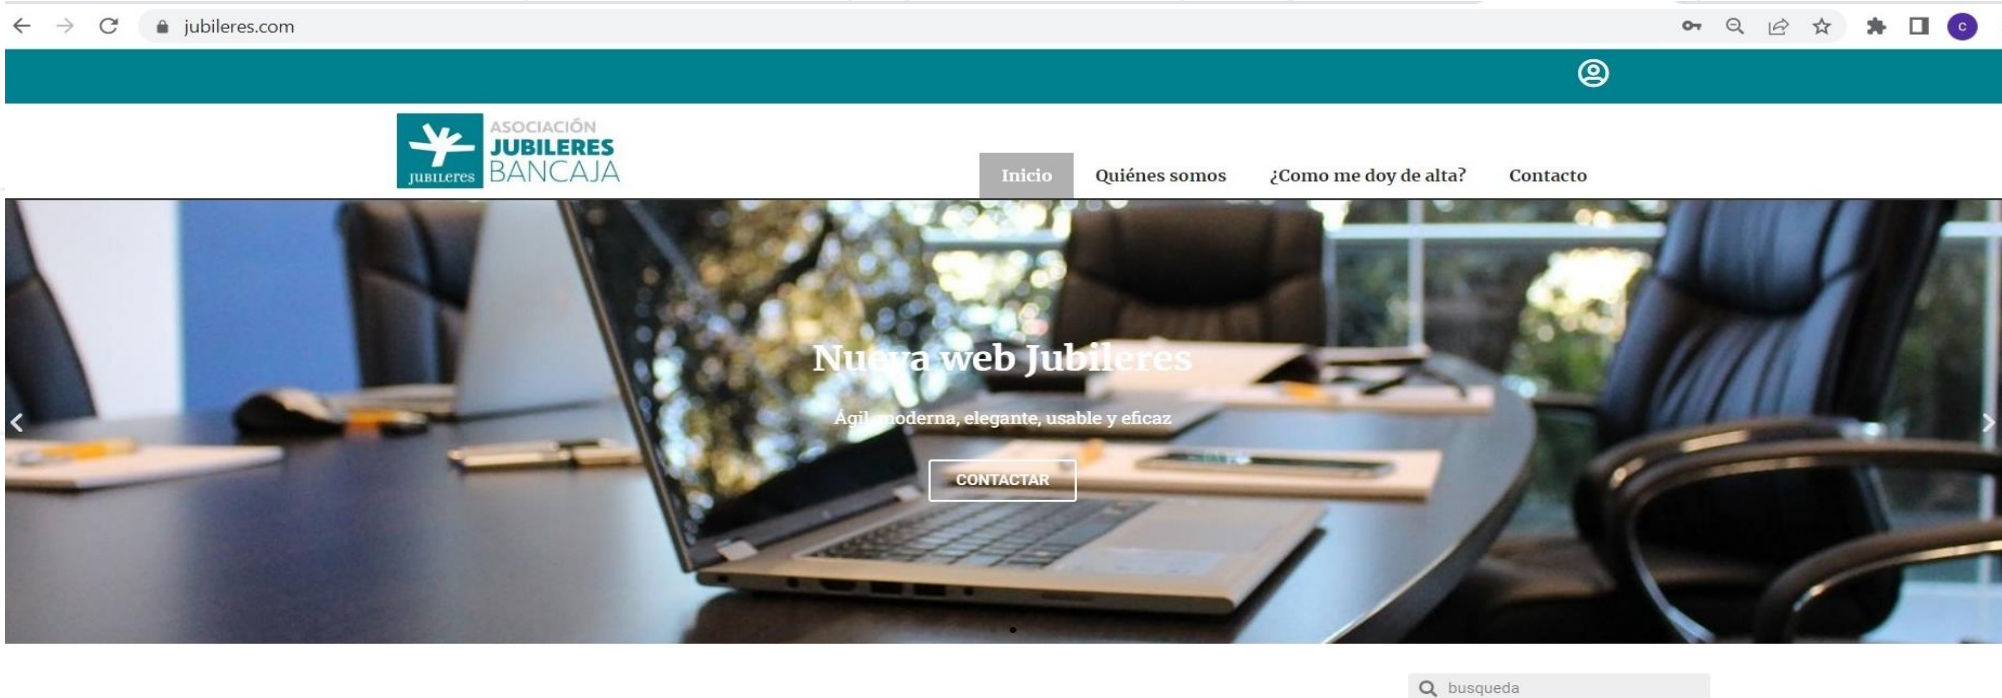 jubileres.com
C
ASOCIACIÓN
JUBILERES
BANCAJA
JUBILeres
Inicio Quiénes somos ¿Como me doy de alta? Contacto
Nueva web Jubileres
Ágil, moderna, elegante, usable y eficaz
CONTACTAR
busqueda